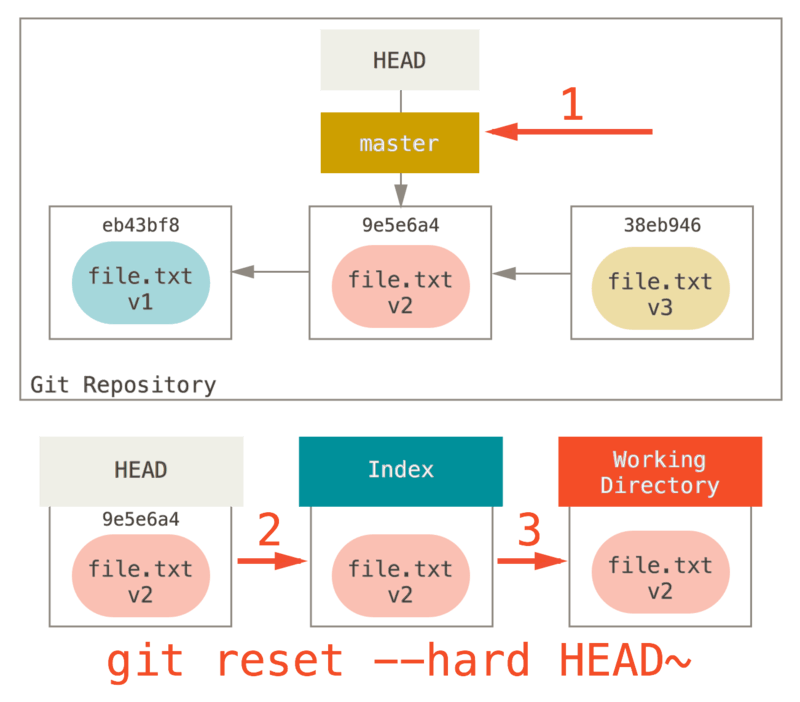 HEAD
1
master
eb43bf8
9e5e6a4
38eb946
file.txt
v1
file.txt
v2
file.txt
v3
Git Repository
HEAD
Index
Working
Directory
9e5e6a4
2
3
file.txt
v2
file.txt
v2
file.txt
v2
git reset --hard HEAD~